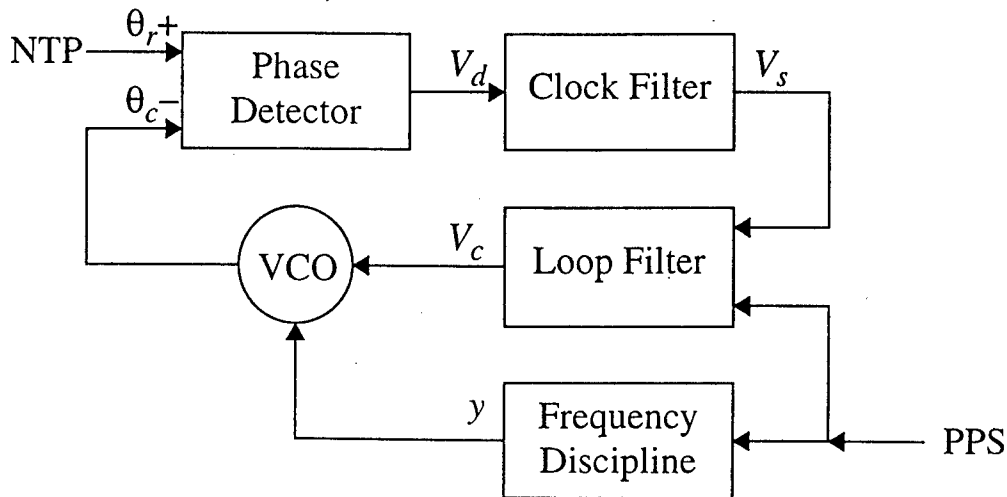 NTP
θr+
θc−
Phase
Detector
Vd
Clock Filter
Vs
VCO
Vc
Loop Filter
y
Frequency
Discipline
PPS